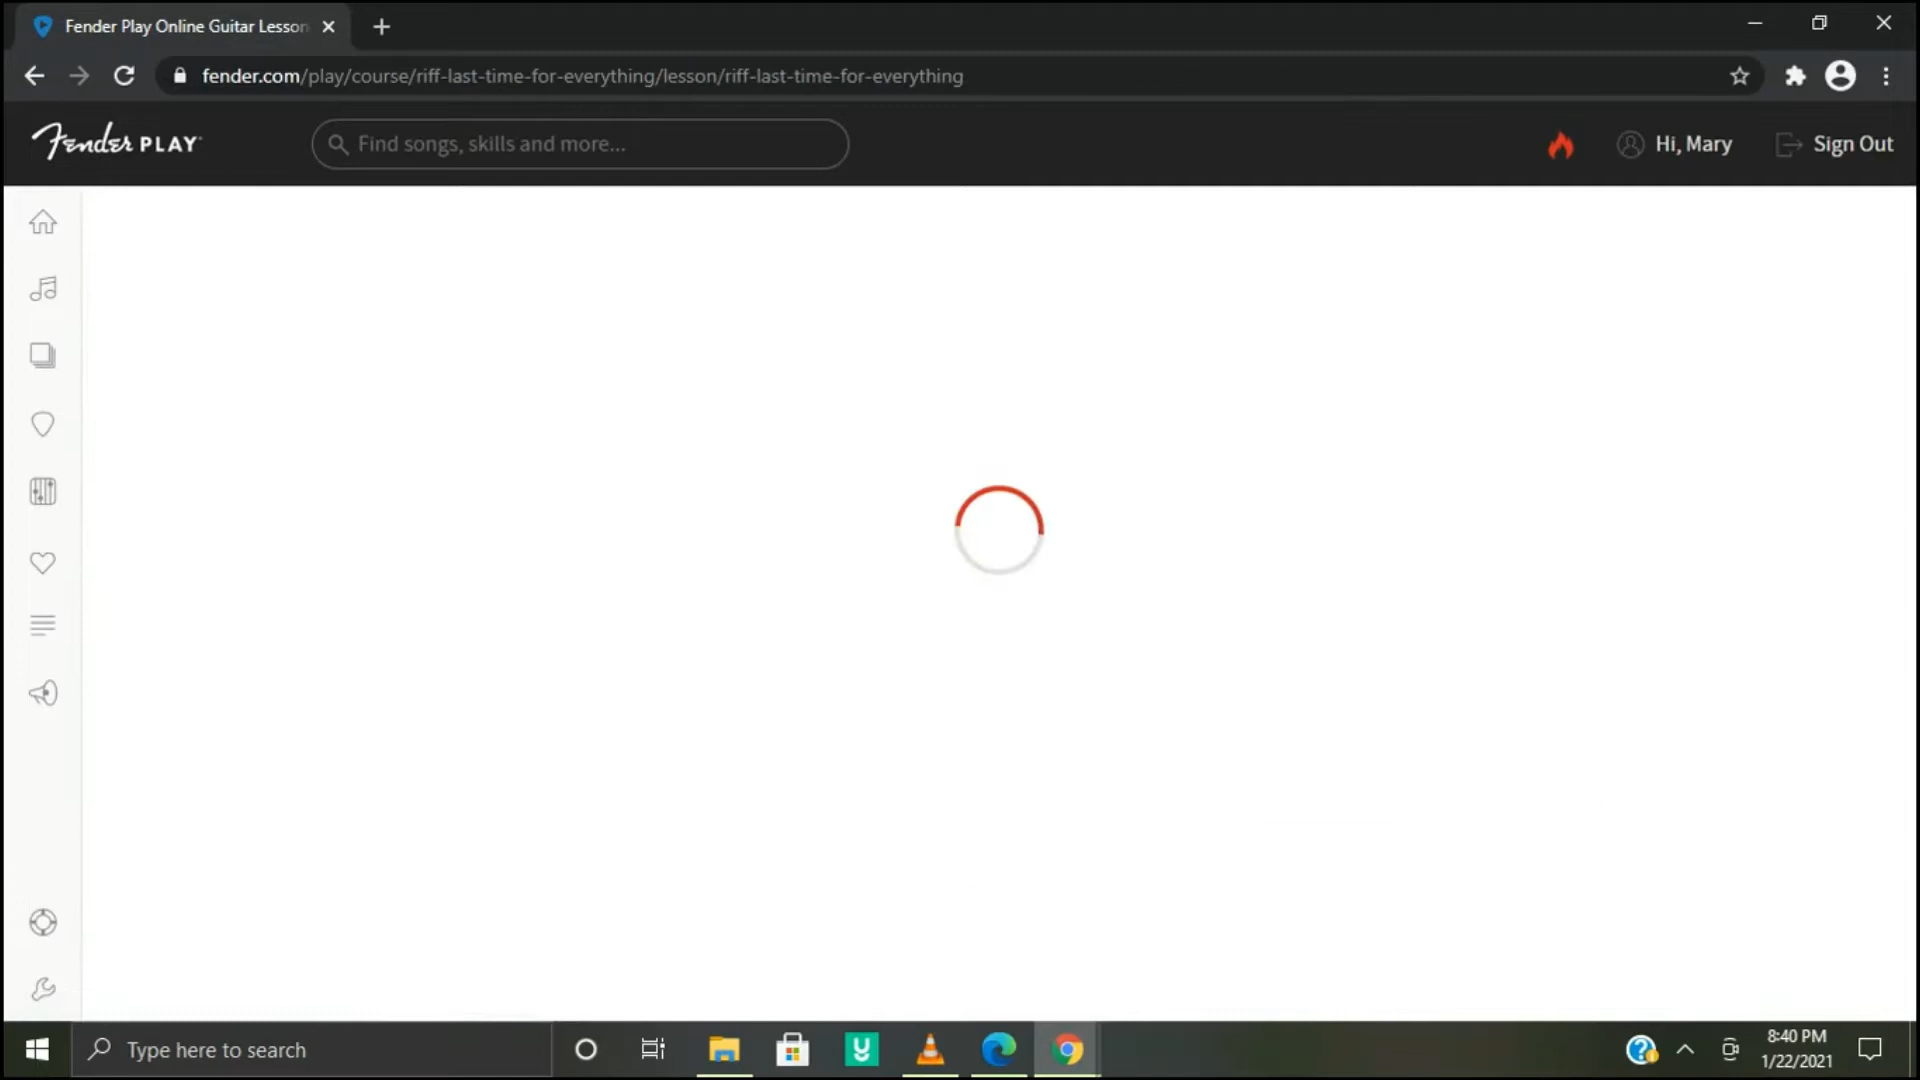 Fender Play Online Guitar Lesson
fender.com/play/course/riff-last-time-for-everything/lesson/riff-last-time-for-everything
Fender PLAY
Find songs, skills and more...
Hi, Mary
Sign Out
Type here to search
8:40 PM
1/22/2021